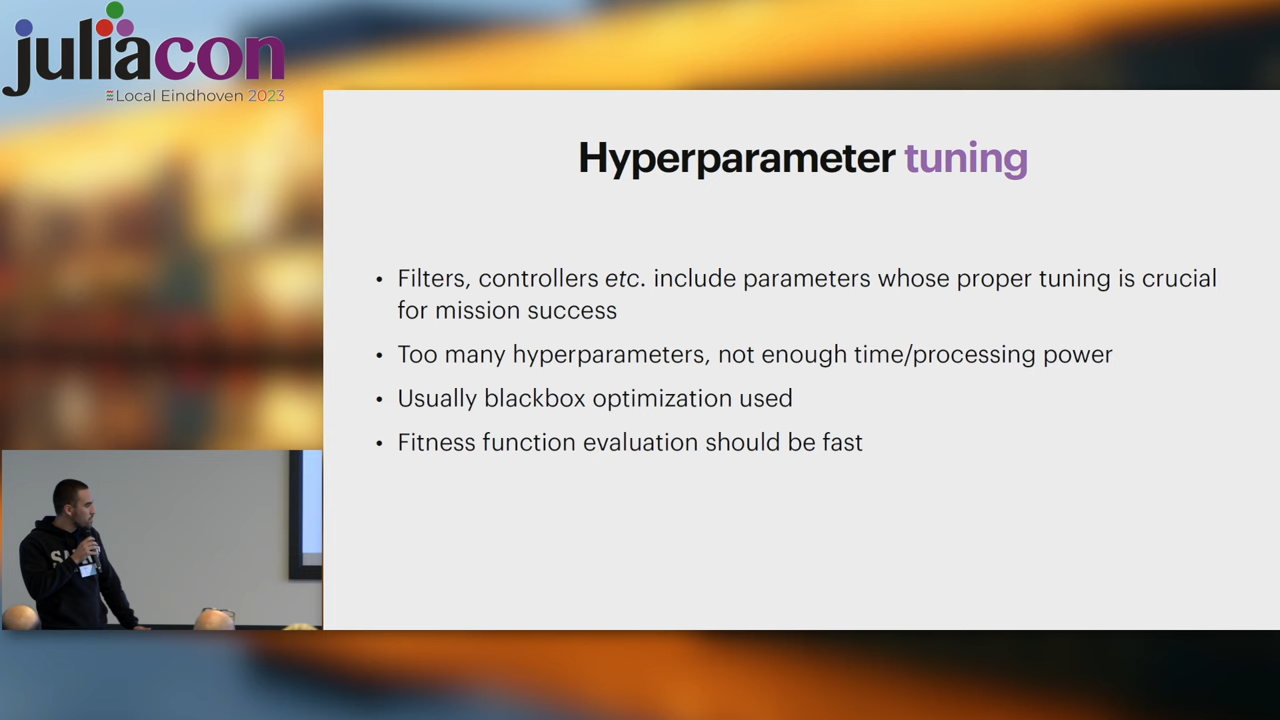 juliacon
Local Eindhoven 2023
Hyperparameter tuning
• Filters, controllers etc. include parameters whose proper tuning is crucial
for mission success
• Too many hyperparameters, not enough time/processing power
• Usually blackbox optimization used
• Fitness function evaluation should be fast